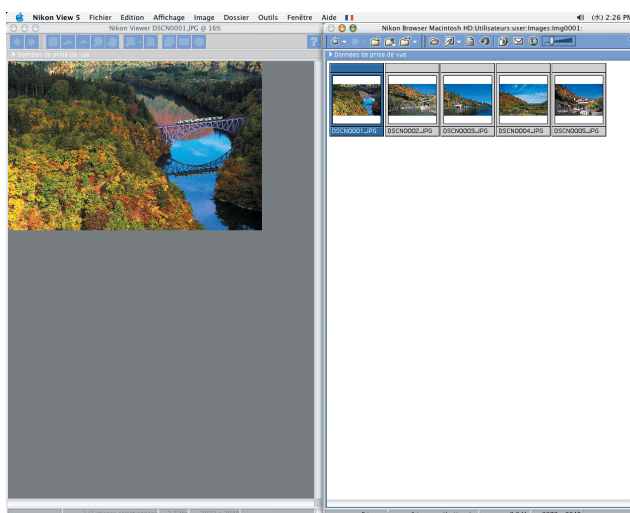 Nikon View 5 Fichier Edition Affichage Image Dossier Outils Fenêtre Aide (水) 2:26 PM
Nikon Viewer DSCN0001.JPG @ 16%
Données de prise de vue
Nikon Browser Macintosh HD:Utilisateurs:user:Images:Img0001:
Données de prise de vue
DSCN0001.JPG DSCN0002.JPG DSCN0003.JPG DSCN0004.JPG DSCN0005.JPG